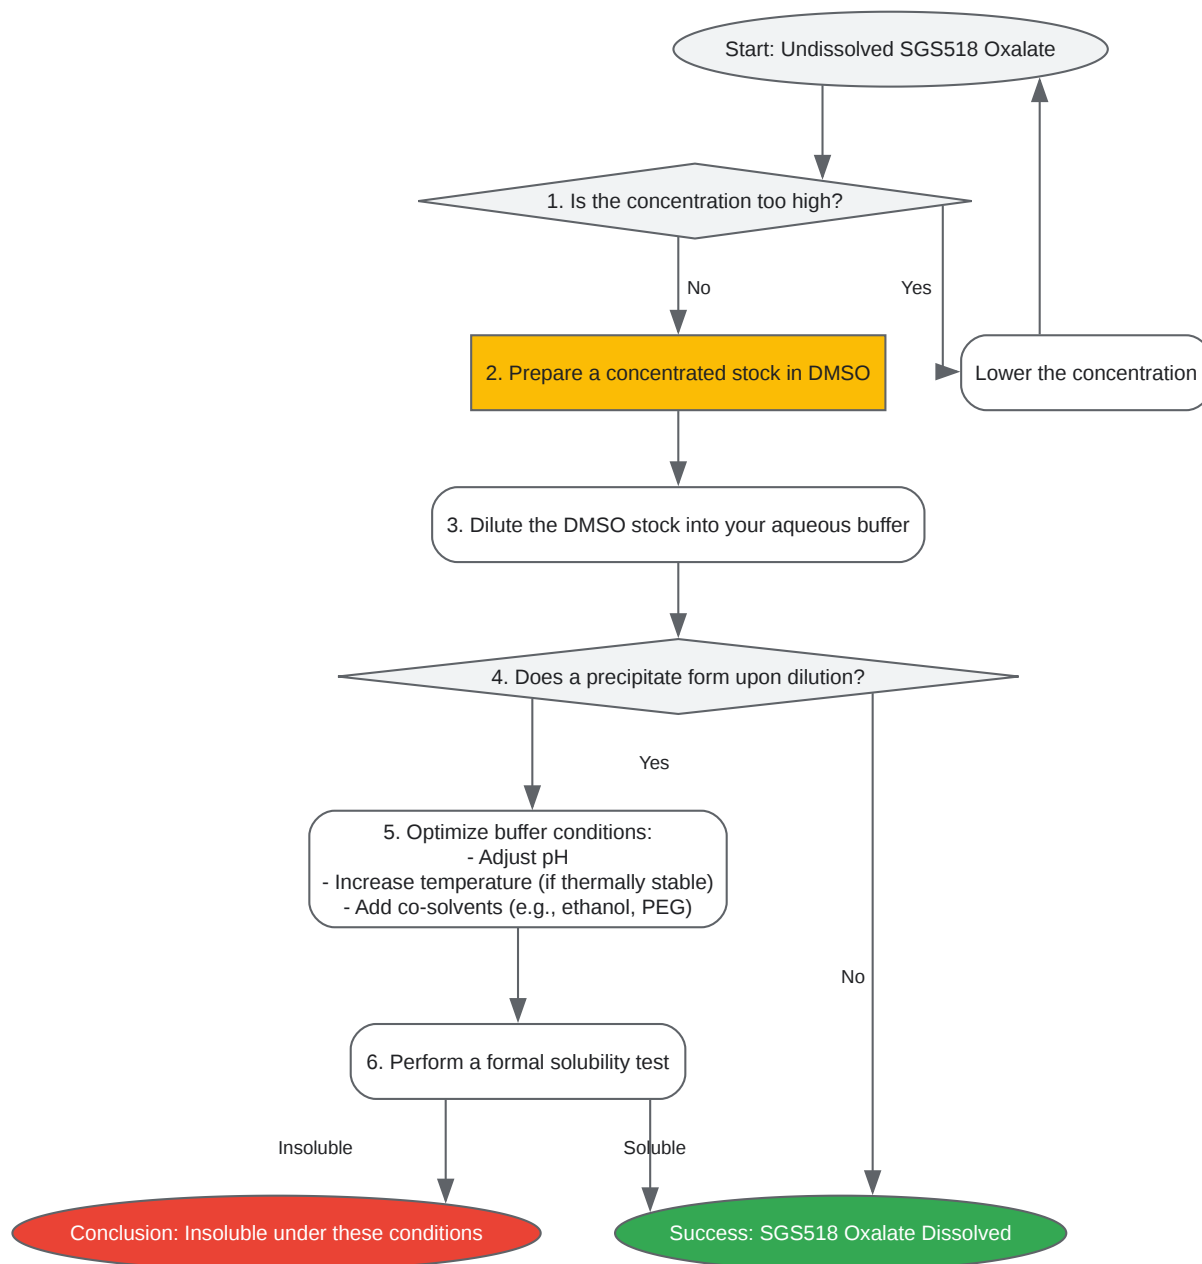 Start: Undissolved SGS518 Oxalate
1. Is the concentration too high?
No
Yes
2. Prepare a concentrated stock in DMSO
Lower the concentration
3. Dilute the DMSO stock into your aqueous buffer
4. Does a precipitate form upon dilution?
Yes
5. Optimize buffer conditions:
- Adjust pH
- Increase temperature (if thermally stable)
- Add co-solvents (e.g., ethanol, PEG)
No
6. Perform a formal solubility test
Insoluble
Soluble
Conclusion: Insoluble under these conditions
Success: SGS518 Oxalate Dissolved